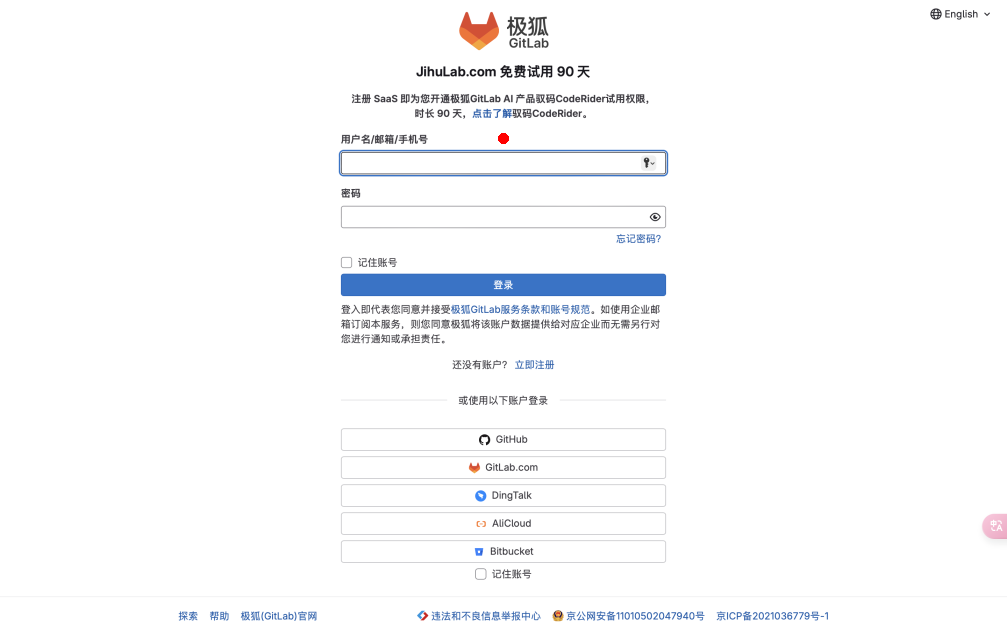 English
极狐
GitLab
JihuLab.com 免费试用 90 天
注册 SaaS 即为您开通极狐GitLab AI 产品驭码CodeRider试用权限，
时长 90 天，点击了解驭码CodeRider。
用户名/邮箱/手机号
密码
忘记密码?
记住账号
登录
登入即代表您同意并接受极狐GitLab服务条款和账号规范。如使用企业邮
箱订阅本服务，则您同意极狐将该账户数据提供给对应企业而无需另行对
您进行通知或承担责任。
还没有账户? 立即注册
或使用以下账户登录
GitHub
GitLab.com
DingTalk
AliCloud
Bitbucket
记住账号
探索 帮助 极狐(GitLab)官网 违法和不良信息举报中心 京公网安备11010502047940号 京ICP备2021036779号-1